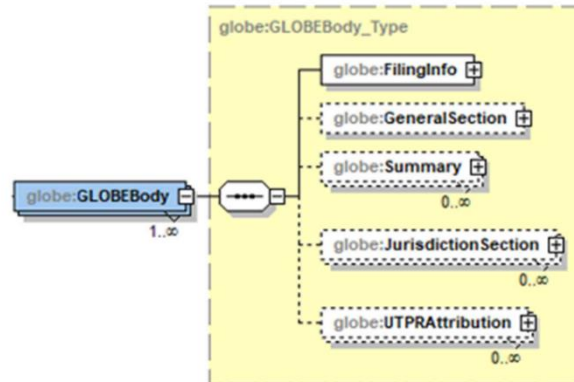 globe:GLOBEBody_Type
globe:FilingInfo
globe:GeneralSection
globe:Summary
0..∞
globe:GLOBEBody
1..∞
globe:JurisdictionSection
0..∞
globe:UTPRAttribution
0..∞